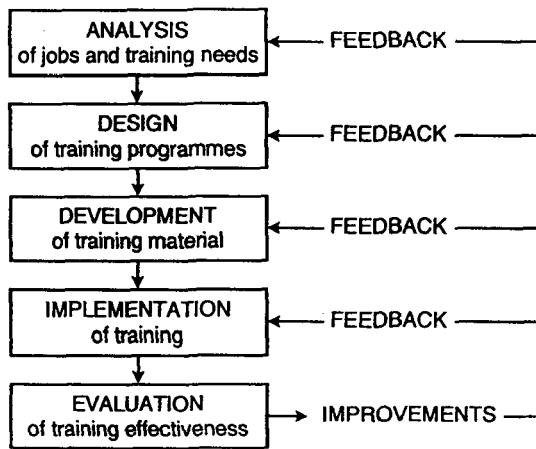 ANALYSIS
of jobs and training needs
FEEDBACK
DESIGN
of training programmes
FEEDBACK
DEVELOPMENT
of training material
FEEDBACK
IMPLEMENTATION
of training
FEEDBACK
EVALUATION
of training effectiveness
IMPROVEMENTS